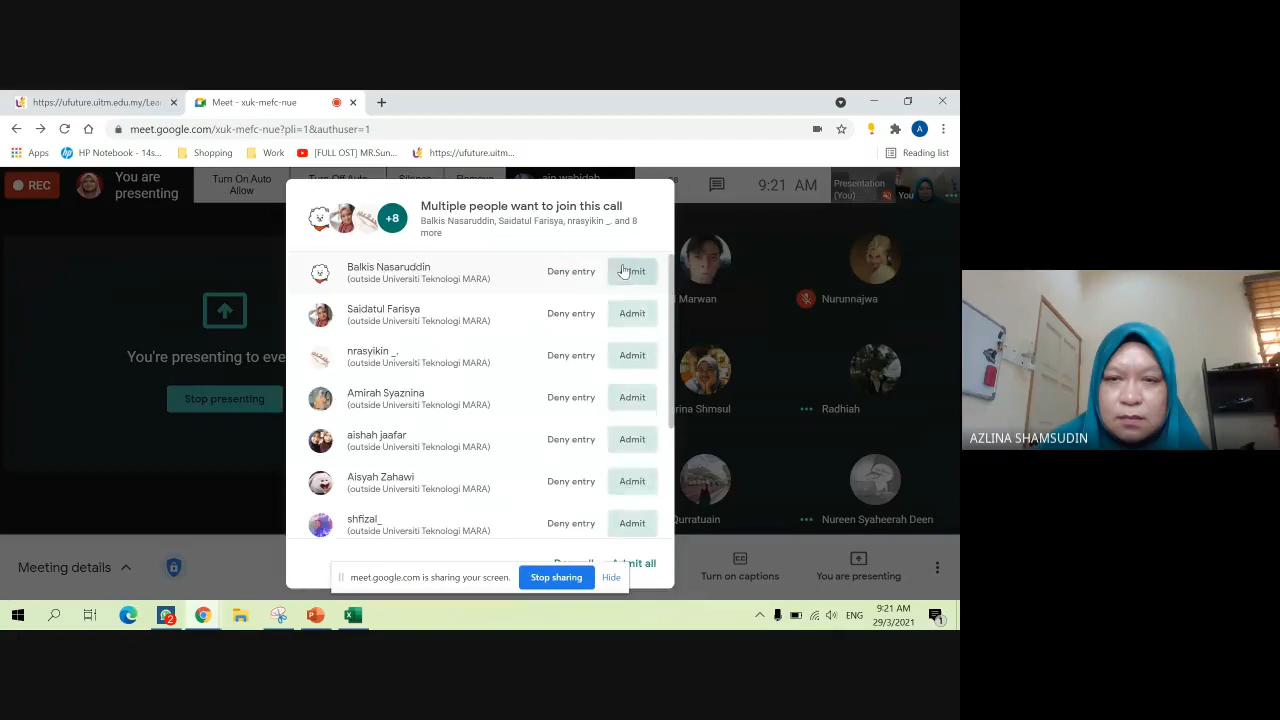 https://ufuture.uitm.edu.my/Lea
Meet - xuk-mefc-nue
meet.google.com/xuk-mefc-nue?pli=1&authuser=1
A
Apps
HP Notebook - 14s...
Shopping
Work
[FULL OST] MR.Sun...
https://ufuture.uitm...
Reading list
REC
You are
presenting
Turn On Auto
Allow
9:21 AM
Presentation
(You)
You
+8
Multiple people want to join this call
Balkis Nasaruddin, Saidatul Farisya, nrasyikin _. and 8
more
Balkis Nasaruddin
(outside Universiti Teknologi MARA)
Deny entry
Saidatul Farisya
(outside Universiti Teknologi MARA)
Deny entry
Admit
nrasyikin _.
(outside Universiti Teknologi MARA)
Deny entry
Admit
Amirah Syaznina
(outside Universiti Teknologi MARA)
Deny entry
Admit
aishah jaafar
(outside Universiti Teknologi MARA)
Deny entry
Admit
Aisyah Zahawi
(outside Universiti Teknologi MARA)
Deny entry
Admit
shfizal_
(outside Universiti Teknologi MARA)
Deny entry
Admit
You're presenting to eve
Stop presenting
Marwan
Nurunnajwa
Shmsul
Radhiah
Qurratuain
Nureen Syaheerah Deen
AZLINA SHAMSUDIN
Meeting details
meet.google.com is sharing your screen.
Stop sharing
Hide
Turn on captions
You are presenting
2
ENG
9:21 AM
29/3/2021
1